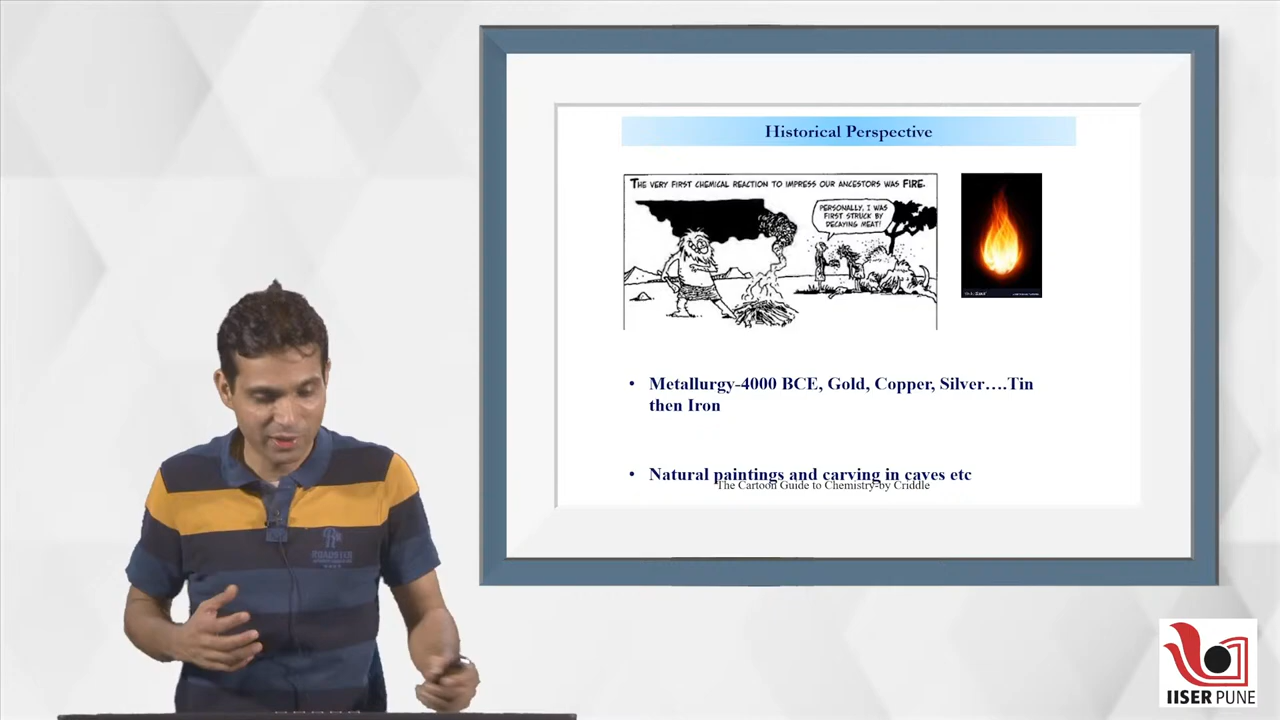 Historical Perspective
THE VERY FIRST CHEMICAL REACTION TO IMPRESS OUR ANCESTORS WAS FIRE.
PERSONALLY, I WAS
FIRST STRUCK BY
DECAYING MEAT!
• Metallurgy-4000 BCE, Gold, Copper, Silver….Tin
then Iron
• Natural paintings and carving in caves etc
The Cartoon Guide to Chemistry-by Criddle
ROADSTER
IISER PUNE